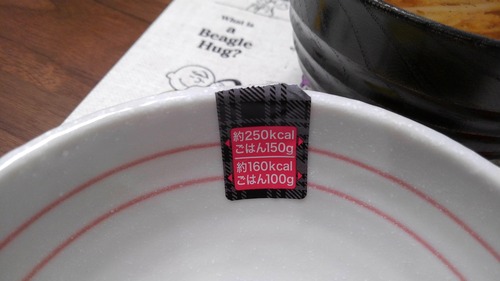 What is
a
Beagle
Hug?
約250kcal
ごはん150g
約160kcal
ごはん100g